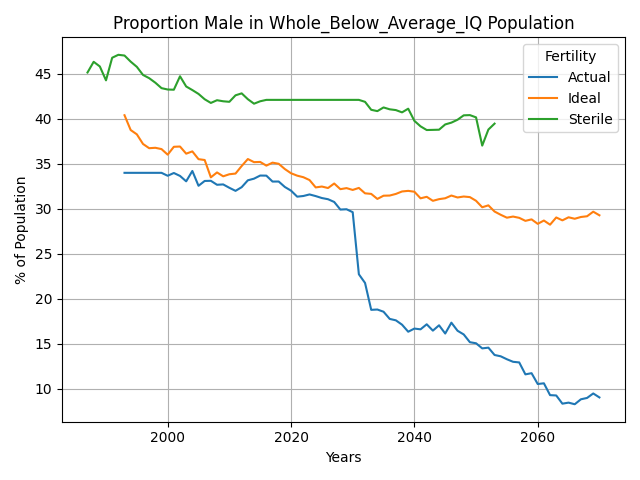 Proportion Male in Whole_Below_Average_IQ Population
% of Population
45
40
35
30
25
20
15
10
Fertility
Actual
Ideal
Sterile
2000
2020
2040
2060
Years